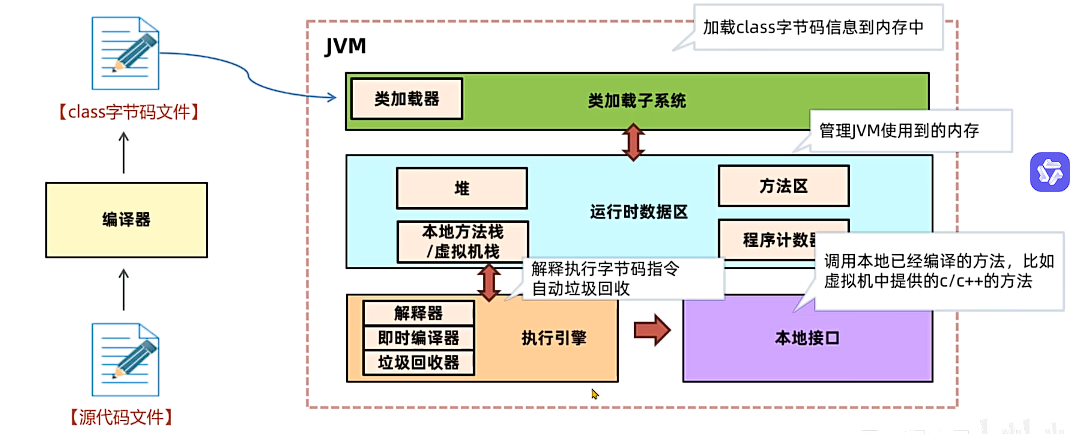 加载class字节码信息到内存中
JVM
类加载器
类加载子系统
【class字节码文件】
管理JVM使用到的内存
堆
方法区
运行时数据区
编译器
本地方法栈
/虚拟机栈
程序计数
调用本地已经编译的方法，比如
虚拟机中提供的c/c++的方法
解释执行字节码指令
自动垃圾回收
解释器
即时编译器
垃圾回收器
执行引擎
本地接口
【源代码文件】